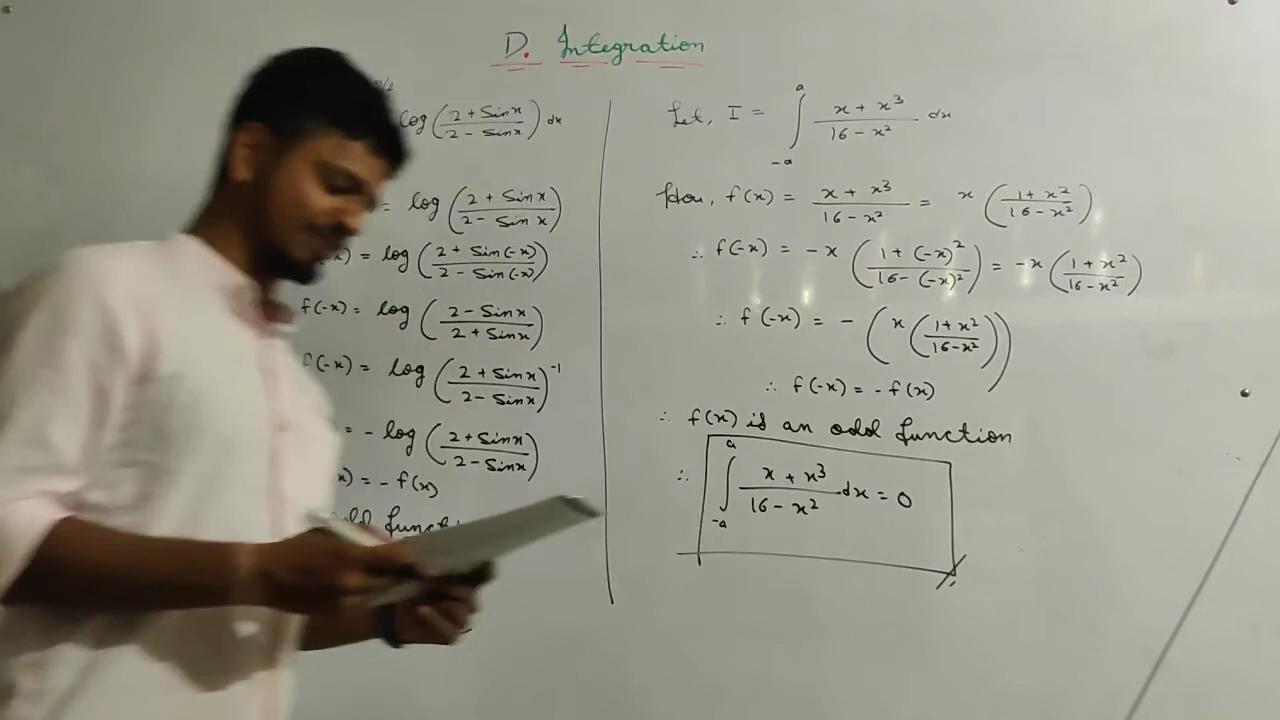 D. Integration
log (2 + Sinx / 2 - Sinx) dx
= log (2 + Sinx / 2 - Sin x)
x) = log (2 + Sin(-x) / 2 - Sin(-x))
f(-x) = log (2 - Sinx / 2 + Sinx)
f(-x) = log (2 + Sinx / 2 - Sinx)⁻¹
= - log (2 + Sinx / 2 - Sinx)
x) = - f(x)
Let, I = ∫₋ₐᵃ x + x³ / 16 - x² dx
f(x) = x + x³ / 16 - x² = x (1 + x² / 16 - x²)
∴ f(-x) = - x (1 + (-x)² / 16 - (-x)²) = - x (1 + x² / 16 - x²)
∴ f(-x) = - (x (1 + x² / 16 - x²))
∴ f(-x) = - f(x)
∴ f(x) is an odd function
∴ ∫₋ₐᵃ x + x³ / 16 - x² dx = 0